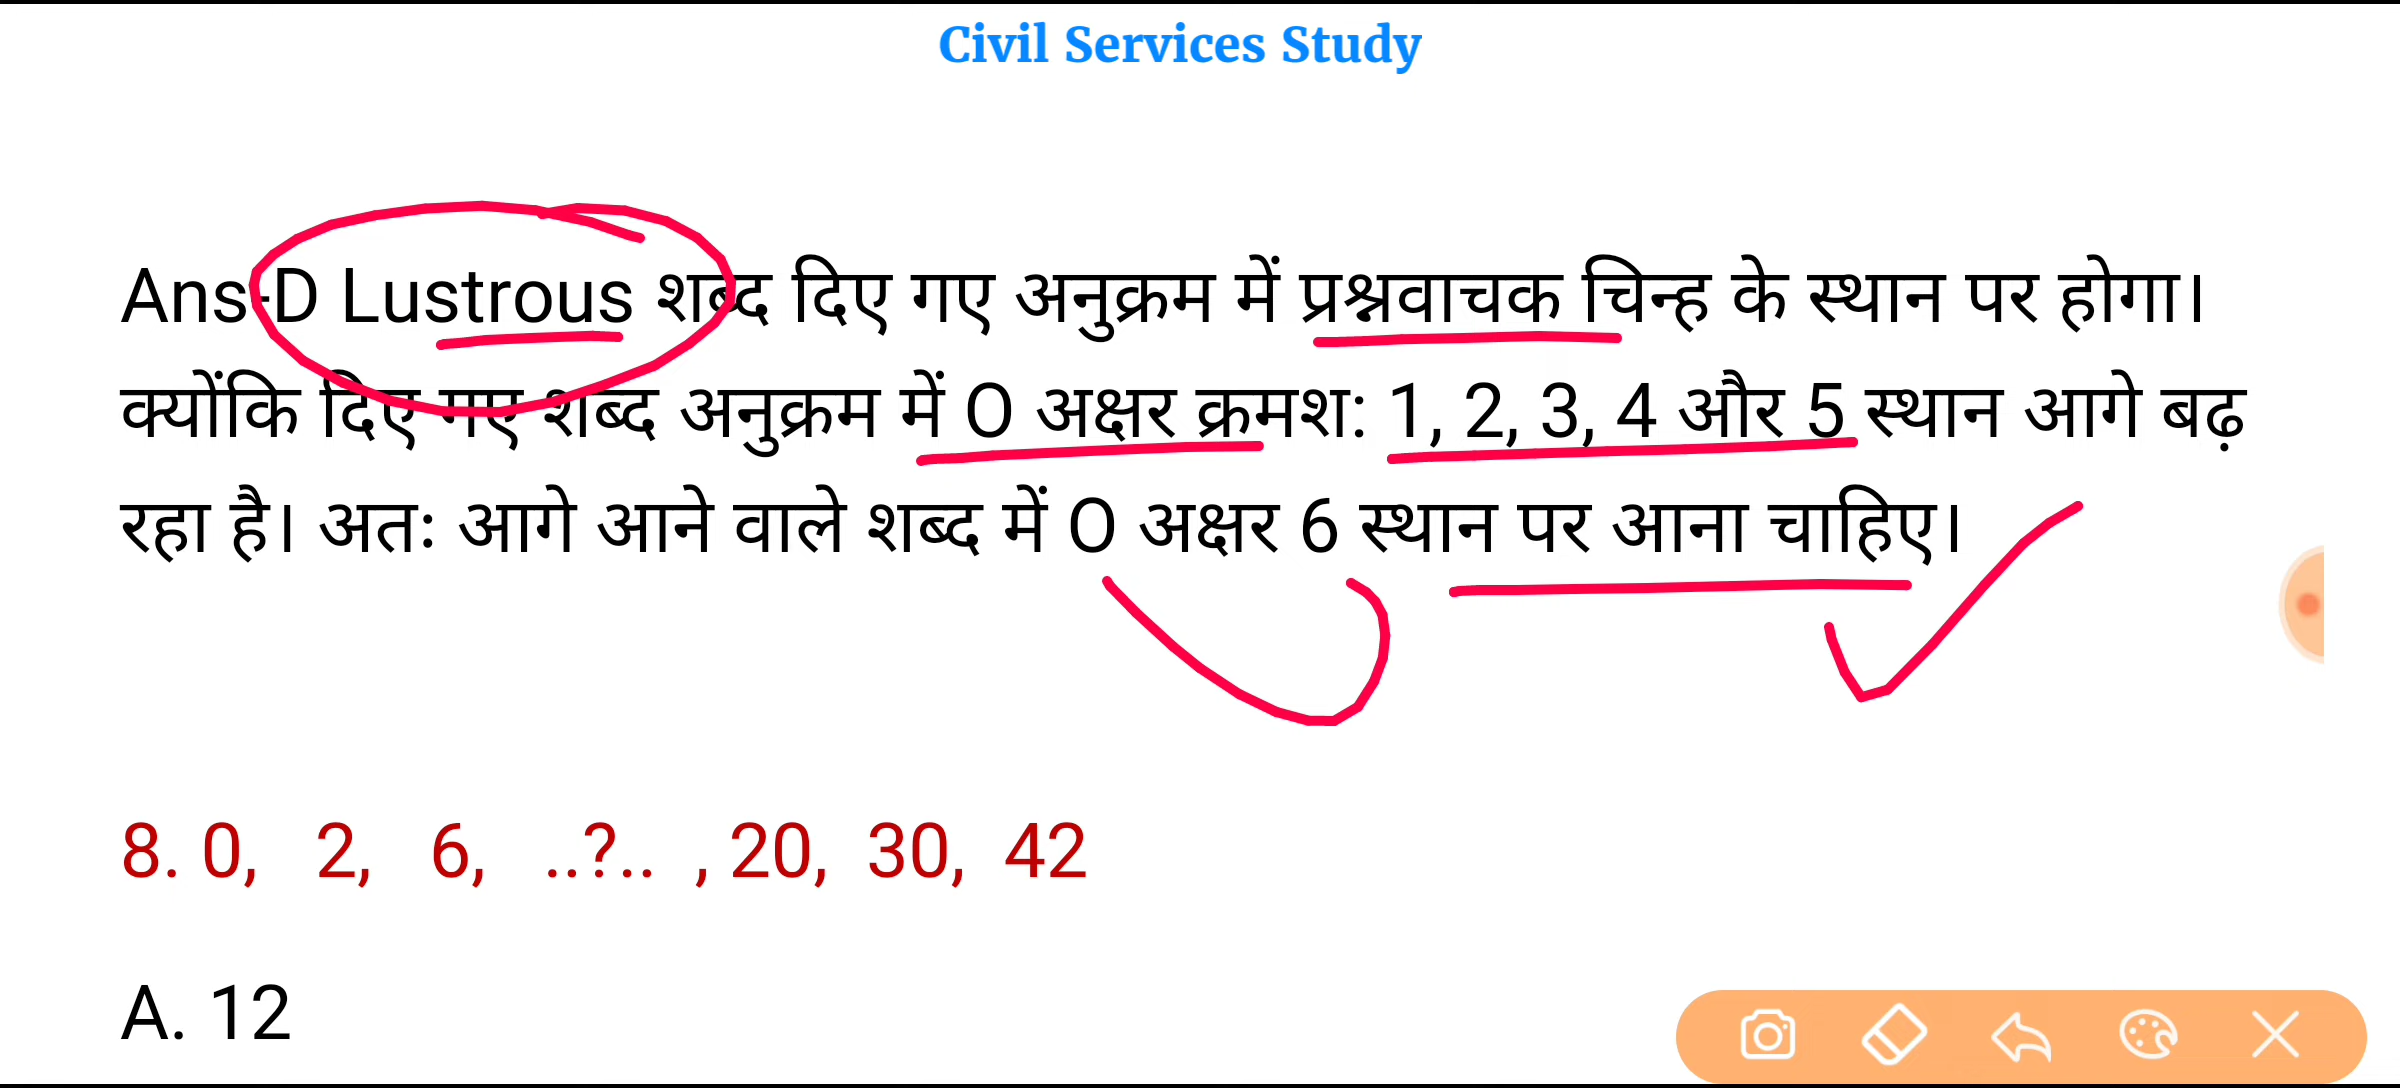 Civil Services Study
Ans-D Lustrous शब्द दिए गए अनुक्रम में प्रश्नवाचक चिन्ह के स्थान पर होगा।
क्योंकि दिए गए शब्द अनुक्रम में O अक्षर क्रमश: 1, 2, 3, 4 और 5 स्थान आगे बढ़
रहा है। अतः आगे आने वाले शब्द में O अक्षर 6 स्थान पर आना चाहिए।
8. 0, 2, 6, ..?.. , 20, 30, 42
A. 12